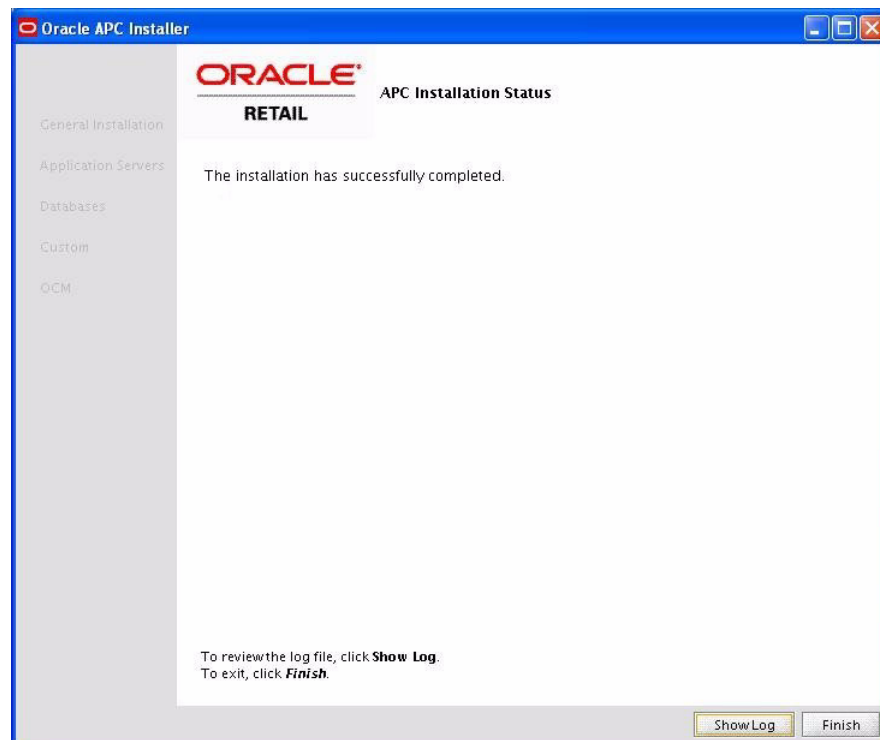 Oracle APC Installer
ORACLE
RETAIL
APC Installation Status
General Installation
Application Servers
Databases
Custom
OCM
The installation has successfully completed.
To review the log file, click Show Log.
To exit, click Finish.
Show Log
Finish